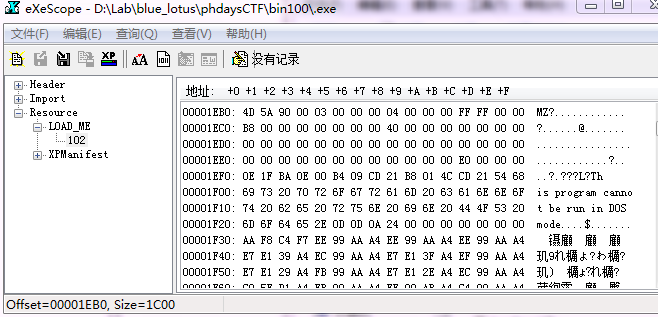 eXeScope - D:\Lab\blue_lotus\phdaysCTF\bin100\.exe
文件(F) 编辑(E) 查询(Q) 查看(V) 帮助(H)
XP AA 没有记录
Header
Import
Resource
LOAD_ME
102
XPManifest
地址: +0 +1 +2 +3 +4 +5 +6 +7 +8 +9 +A +B +C +D +E +F
00001EB0: 4D 5A 90 00 03 00 00 00 04 00 00 00 FF FF 00 00 MZ?............
00001EC0: B8 00 00 00 00 00 00 00 40 00 00 00 00 00 00 00 ?......@.......
00001ED0: 00 00 00 00 00 00 00 00 00 00 00 00 00 00 00 00 ................
00001EE0: 00 00 00 00 00 00 00 00 00 00 00 00 E0 00 00 00 ............?..
00001EF0: 0E 1F BA 0E 00 B4 09 CD 21 B8 01 4C CD 21 54 68 ..?.???L?Th
00001F00: 69 73 20 70 72 6F 67 72 61 6D 20 63 61 6E 6E 6F is program canno
00001F10: 74 20 62 65 20 72 75 6E 20 69 6E 20 44 4F 53 20 t be run in DOS
00001F20: 6D 6F 64 65 2E 0D 0D 0A 24 00 00 00 00 00 00 00 mode....$.......
00001F30: AA F8 C4 F7 EE 99 AA A4 EE 99 AA A4 EE 99 AA A4
00001F40: E7 E1 39 A4 EC 99 AA A4 E7 E1 3F A4 EF 99 AA A4
00001F50: E7 E1 29 A4 FB 99 AA A4 E7 E1 2E A4 EC 99 AA A4
Offset=00001EB0, Size=1C00